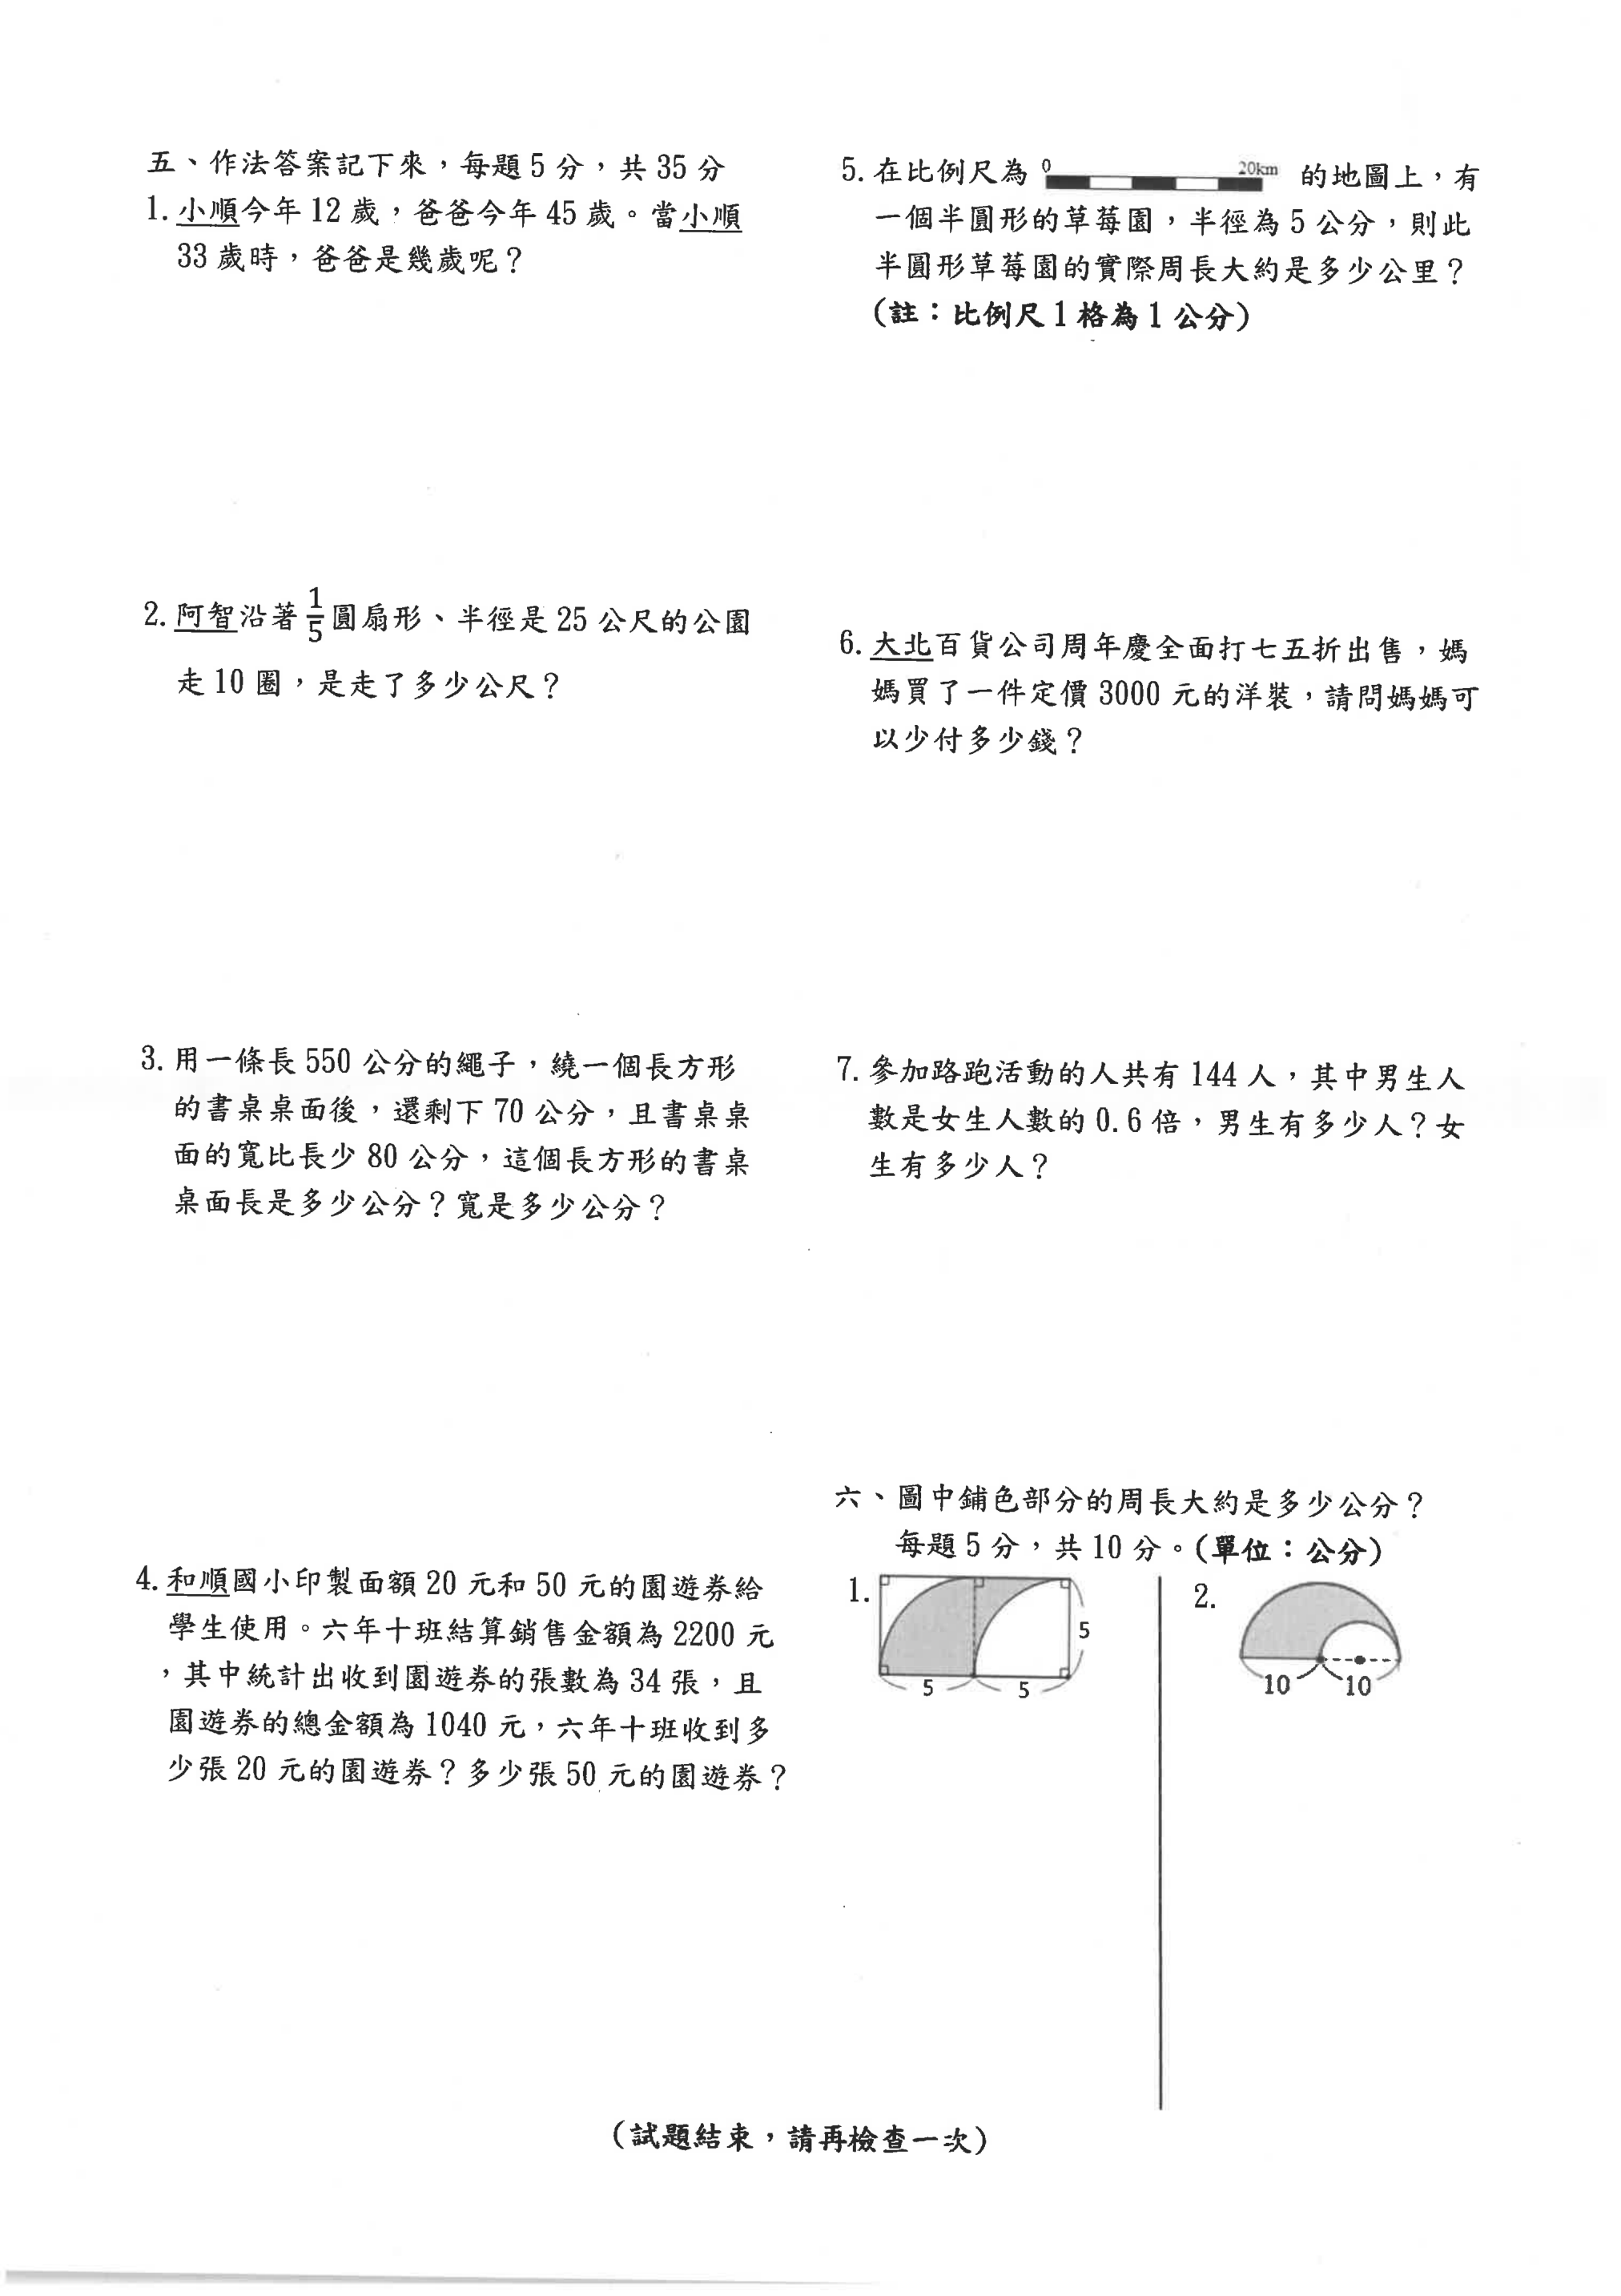 五、作法答案記下來，每題5分，共35分
1. 小順今年12歲，爸爸今年45歲。當小順
33歲時，爸爸是幾歲呢？
2. 阿智沿著1/5圓扇形、半徑是25公尺的公園
走10圈，是走了多少公尺？
3. 用一條長550公分的繩子，繞一個長方形
的書桌桌面後，還剩下70公分，且書桌桌
面的寬比長少80公分，這個長方形的書桌
桌面長是多少公分？寬是多少公分？
4. 和順國小印製面額20元和50元的園遊券給
學生使用。六年十班結算銷售金額為2200元
，其中統計出收到園遊券的張數為34張，且
園遊券的總金額為1040元，六年十班收到多
少張20元的園遊券？多少張50元的園遊券？
5. 在比例尺為 0 20km 的地圖上，有
一個半圓形的草莓園，半徑為5公分，則此
半圓形草莓園的實際周長大約是多少公里？
(註：比例尺1格為1公分)
6. 大北百貨公司周年慶全面打七五折出售，媽
媽買了一件定價3000元的洋裝，請問媽媽可
以少付多少錢？
7. 參加路跑活動的人共有144人，其中男生人
數是女生人數的0.6倍，男生有多少人？女
生有多少人？
六、圖中鋪色部分的周長大約是多少公分？
每題5分，共10分。(單位：公分)
1.
5
5
5
2.
10
10
(試題結束，請再檢查一次)